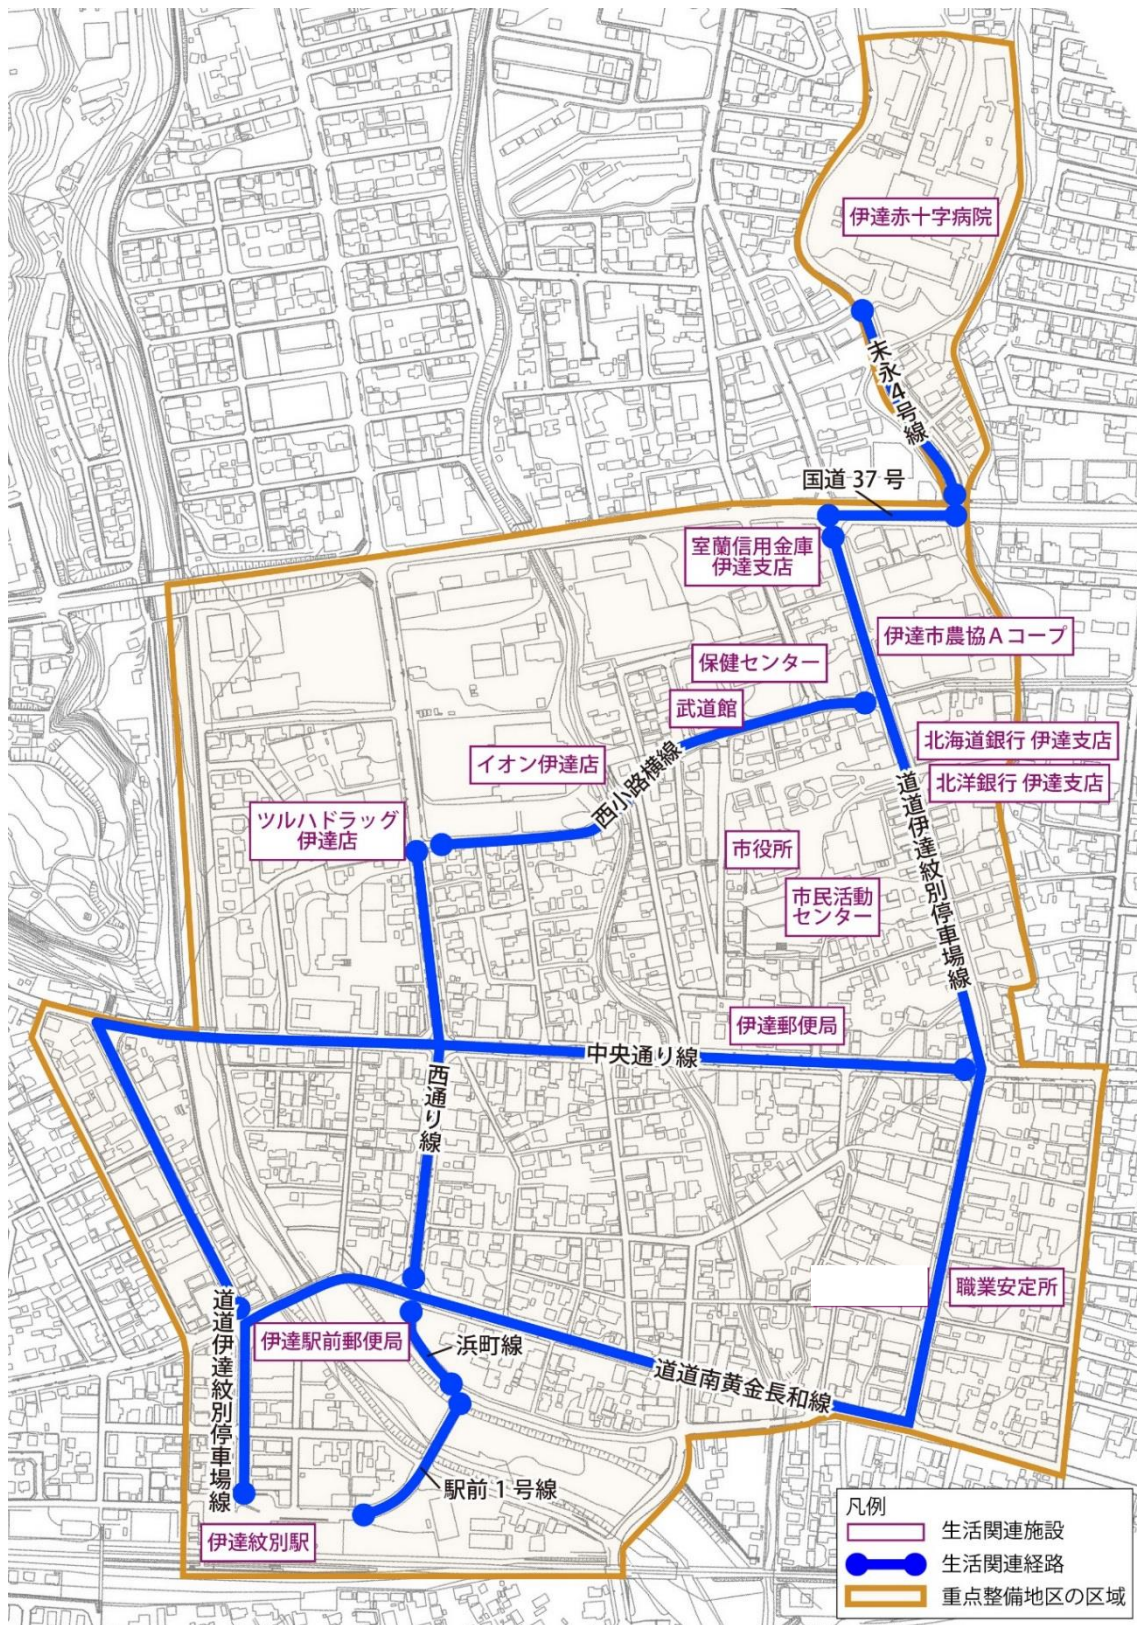 伊達赤十字病院
末永4号線
国道 37 号
室蘭信用金庫
伊達支店
伊達市農協Aコープ
保健センター
武道館
北海道銀行 伊達支店
イオン伊達店
西小路横線
北洋銀行 伊達支店
道道伊達紋別停車場線
ツルハドラッグ
伊達店
市役所
市民活動
センター
伊達郵便局
中央通り線
西通り線
職業安定所
道道伊達紋別停車場線
伊達駅前郵便局
浜町線
道道南黄金長和線
駅前 1 号線
伊達紋別駅
凡例
生活関連施設
生活関連経路
重点整備地区の区域